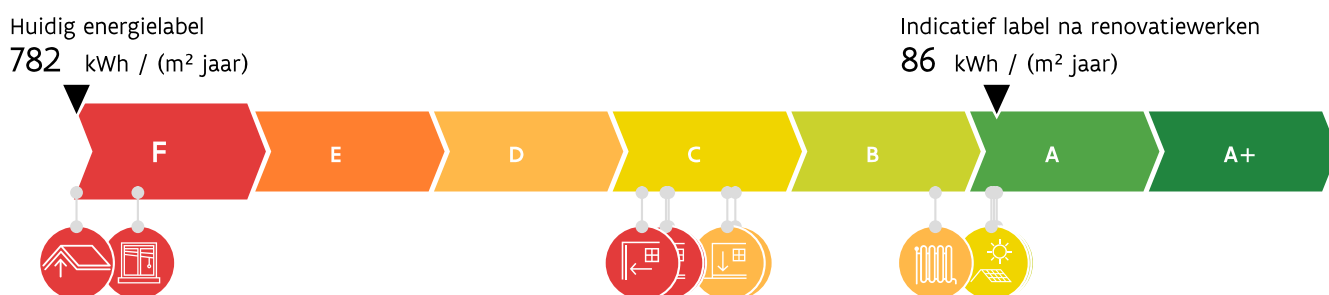 Huidig energielabel
782 kWh / (m² jaar)
Indicatief label na renovatiewerken
86 kWh / (m² jaar)
F E D C B A A+